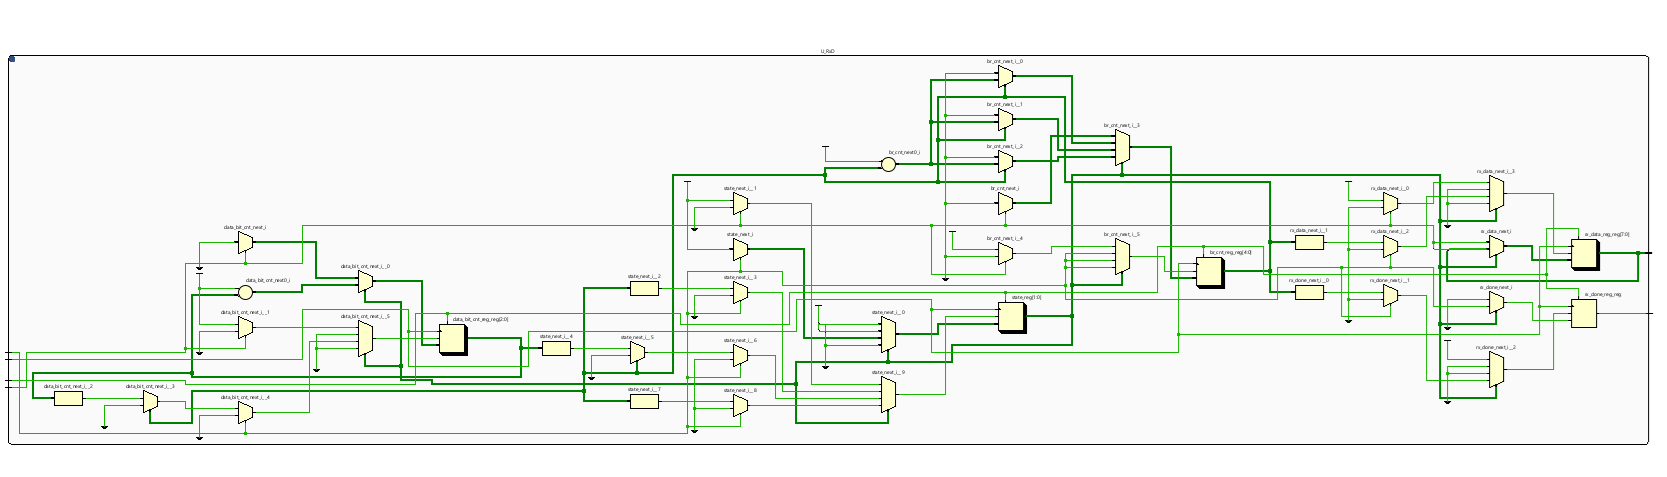 U_RxD
br_cnt_next_i__0
br_cnt_next_i__1
br_cnt_next_i__3
br_cnt_next0_i
br_cnt_next_i__2
rx_data_next_i__3
state_next_i__1
br_cnt_next_i
rx_data_next_i__0
data_bit_cnt_next_i
state_next_i
br_cnt_next_i__4
br_cnt_next_i__5
rx_data_next_i__1
rx_data_next_i__2
rx_data_next_i
rx_data_reg_reg[7:0]
br_cnt_reg_reg[4:0]
data_bit_cnt_next_i__0
data_bit_cnt_next0_i
state_next_i__2
state_next_i__3
rx_done_next_i__0
rx_done_next_i__1
rx_done_next_i
rx_done_reg_reg
state_reg[1:0]
data_bit_cnt_next_i__1
data_bit_cnt_next_i__5
data_bit_cnt_reg_reg[2:0]
state_next_i__0
state_next_i__4
state_next_i__5
state_next_i__6
rx_done_next_i__2
data_bit_cnt_next_i__2
data_bit_cnt_next_i__3
data_bit_cnt_next_i__4
state_next_i__7
state_next_i__8
state_next_i__9